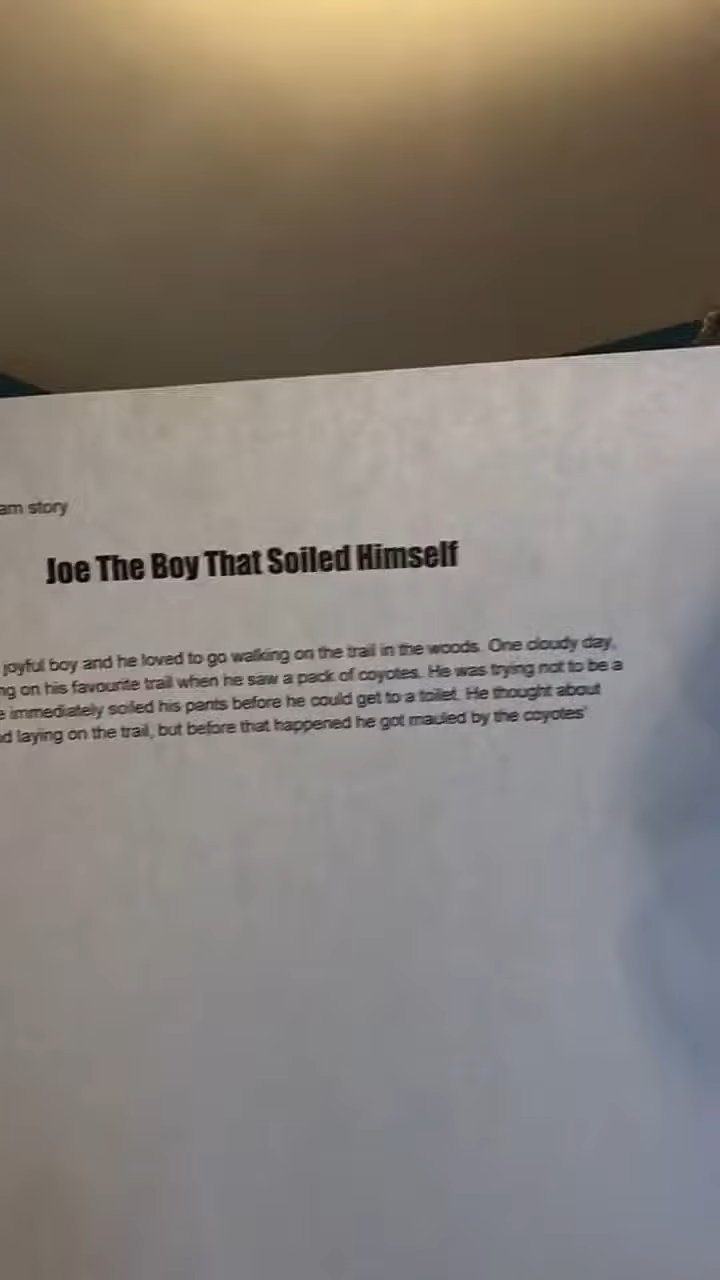 am story
Joe The Boy That Soiled Himself
joyful boy and he loved to go walking on the trail in the woods. One cloudy day,
ng on his favourite trail when he saw a pack of coyotes. He was trying not to be a
e immediately soiled his pants before he could get to a toilet. He thought about
d laying on the trail, but before that happened he got mauled by the coyotes'